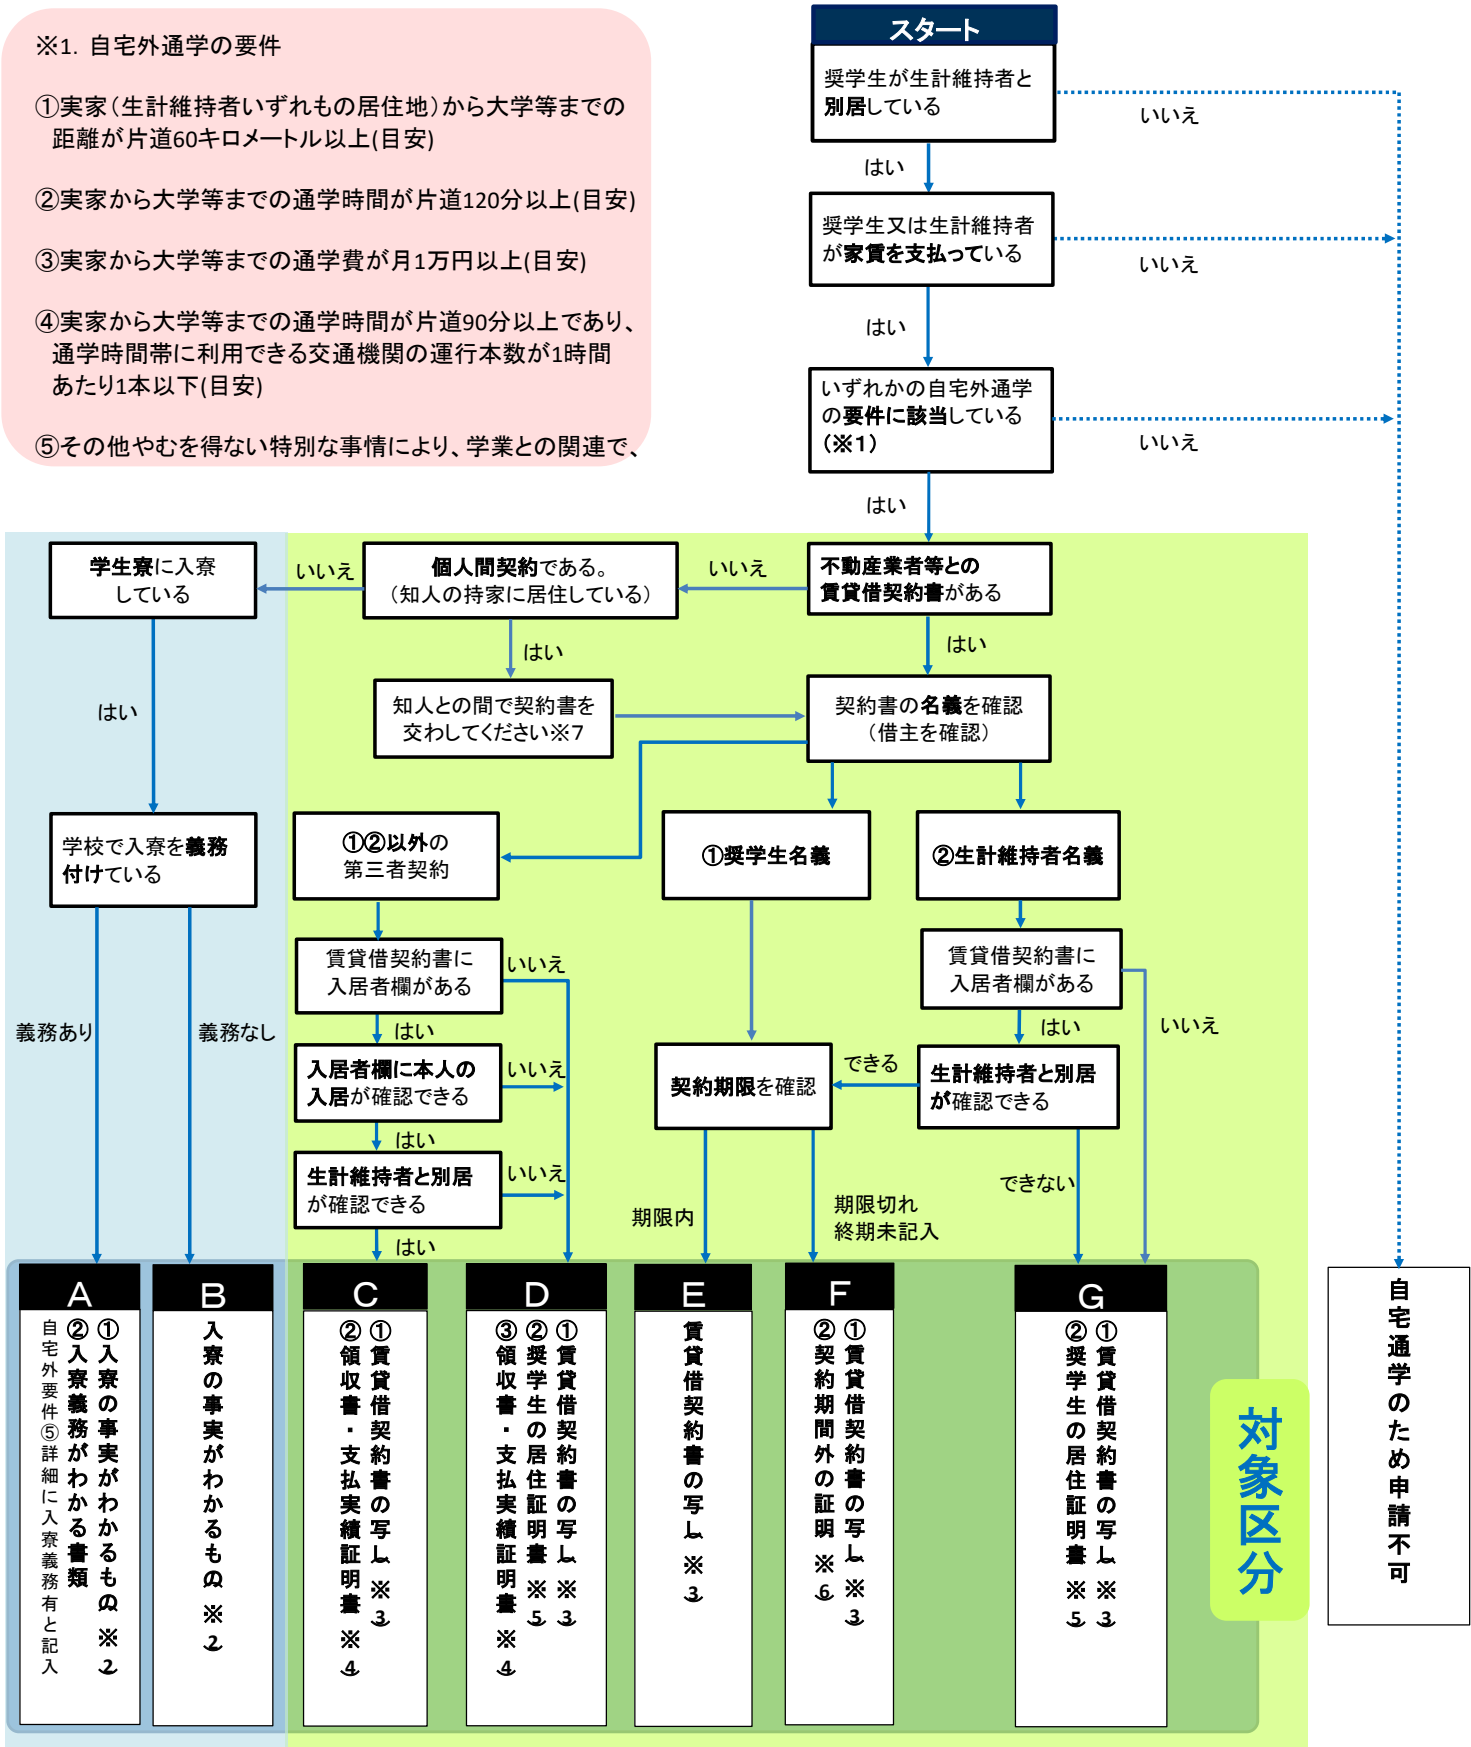 ※1. 自宅外通学の要件
①実家（生計維持者いずれもの居住地）から大学等までの
距離が片道60キロメートル以上(目安)
②実家から大学等までの通学時間が片道120分以上(目安)
③実家から大学等までの通学費が月1万円以上(目安)
④実家から大学等までの通学時間が片道90分以上であり、
通学時間帯に利用できる交通機関の運行本数が1時間
あたり1本以下(目安)
⑤その他やむを得ない特別な事情により、学業との関連で、
スタート
奨学生が生計維持者と
別居している
いいえ
はい
奨学生又は生計維持者
が家賃を支払っている
いいえ
はい
いずれかの自宅外通学
の要件に該当している
（※１）
いいえ
はい
不動産業者等との
賃貸借契約書がある
いいえ
個人間契約である。
（知人の持家に居住している）
いいえ
学生寮に入寮
している
はい
はい
はい
知人との間で契約書を
交わしてください※７
契約書の名義を確認
（借主を確認）
学校で入寮を義務
付けている
①②以外の
第三者契約
①奨学生名義
②生計維持者名義
賃貸借契約書に
入居者欄がある
いいえ
賃貸借契約書に
入居者欄がある
義務あり
義務なし
はい
はい
いいえ
入居者欄に本人の
入居が確認できる
いいえ
契約期限を確認
できる
生計維持者と別居
が確認できる
はい
生計維持者と別居
が確認できる
いいえ
できない
期限内
期限切れ
終期未記入
はい
A
①入寮の事実がわかるもの（※2）
②入寮義務がわかる書類
自宅外要件⑤詳細に入寮義務有と記入
B
入寮の事実がわかるもの（※2）
C
①賃貸借契約書の写し（※3）
②領収書・支払実績証明書（※4）
D
①賃貸借契約書の写し（※3）
②奨学生の居住証明書（※5）
③領収書・支払実績証明書（※4）
E
賃貸借契約書の写し（※3）
F
①賃貸借契約書の写し（※3）
②契約期間外の証明（※6）
G
①賃貸借契約書の写し（※3）
②奨学生の居住証明書（※5）
対象区分
自宅通学のため申請不可